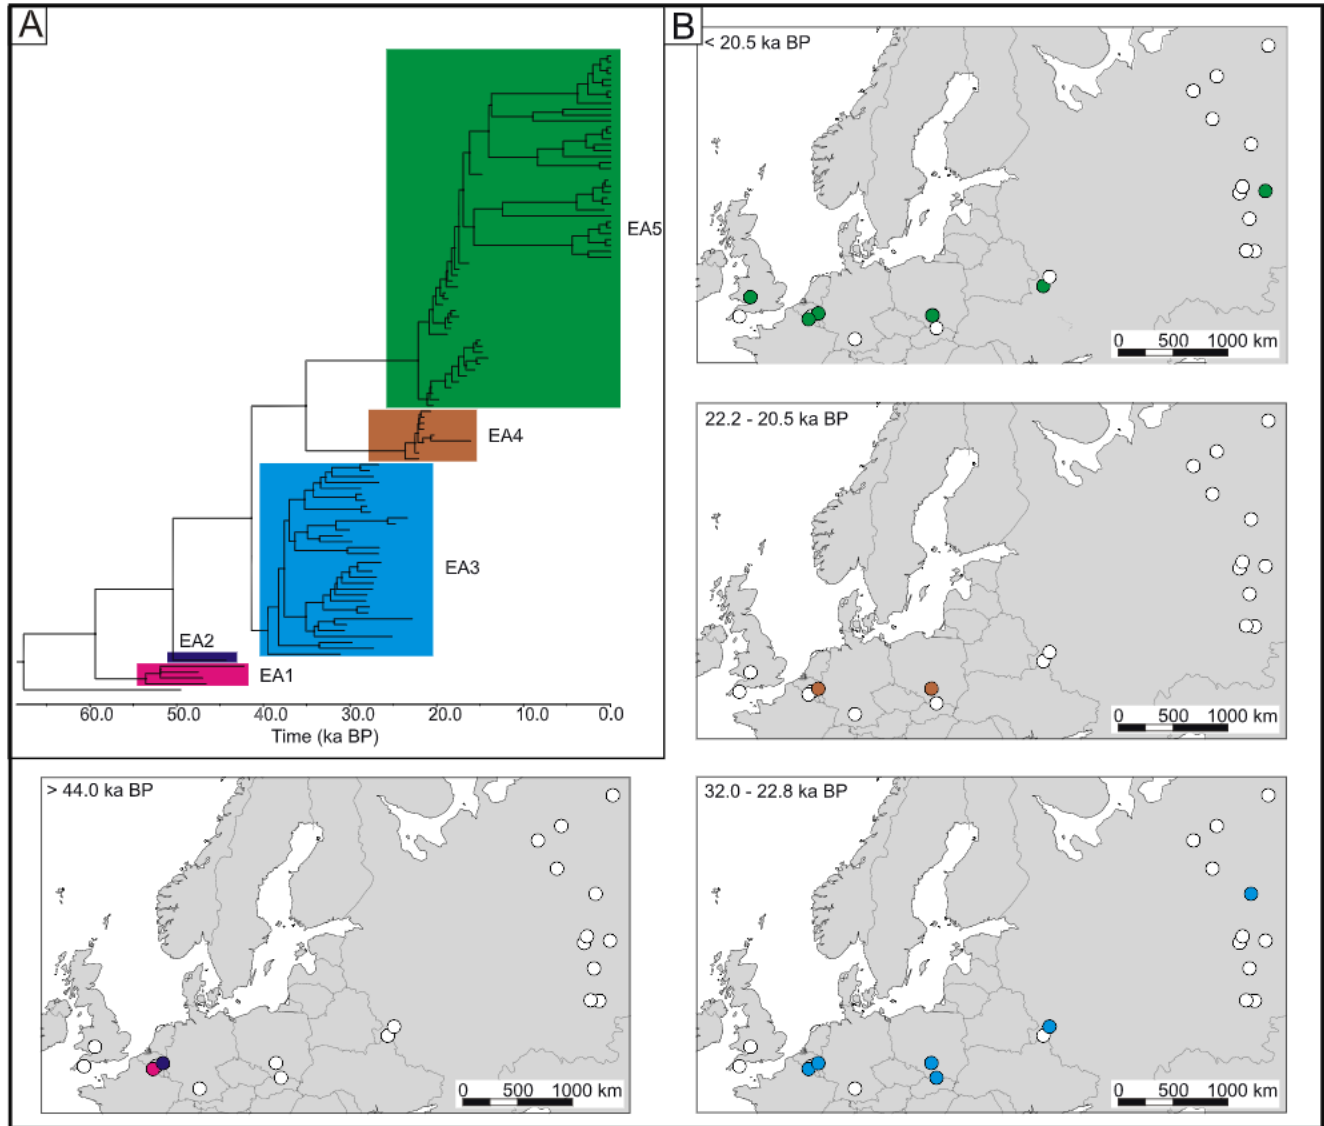 A
EA5
EA4
EA3
EA2
EA1
60.0 50.0 40.0 30.0 20.0 10.0 0.0
Time (ka BP)
B
< 20.5 ka BP
0 500 1000 km
22.2 - 20.5 ka BP
0 500 1000 km
> 44.0 ka BP
0 500 1000 km
32.0 - 22.8 ka BP
0 500 1000 km